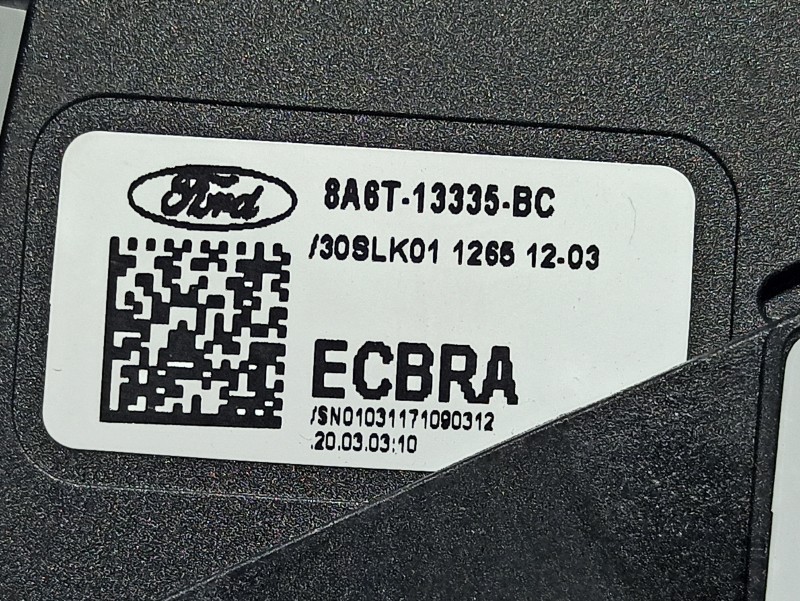 Ford
8A6T-13335-BC
/30SLK01 1265 12-03
ECBRA
/SN01031171090312
.20.03.03:10